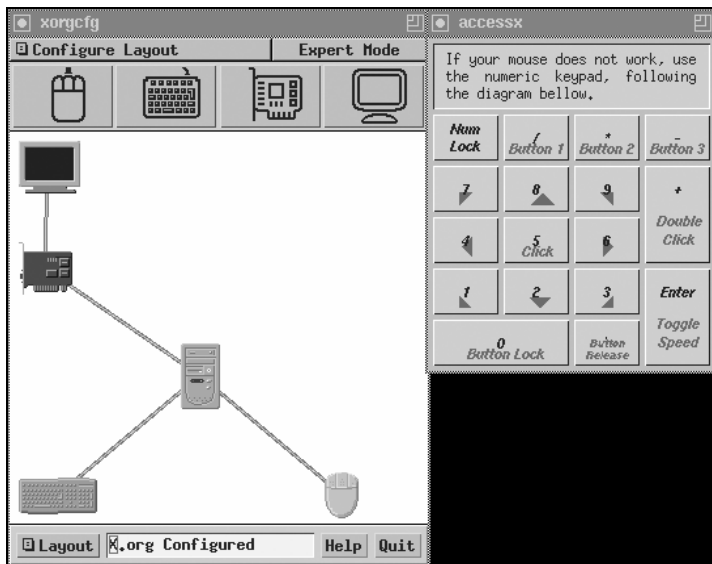 xorgcfg
Configure Layout
Expert Mode
Layout
X.org Configured
Help
Quit
accessx
If your mouse does not work, use
the numeric keypad, following
the diagram bellow.
Num
Lock
/
Button 1
*
Button 2
-
Button 3
7
8
9
+
Double
Click
4
5
Click
6
1
2
3
Enter
Toggle
Speed
0
Button Lock
Button
Release